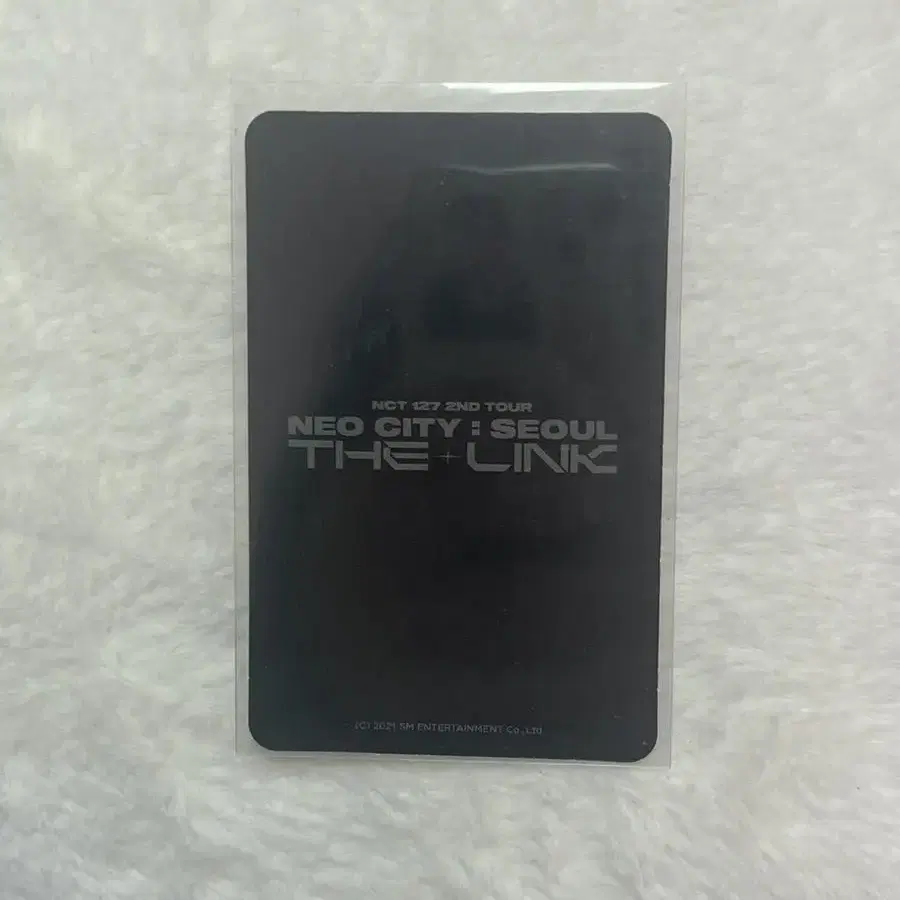 NCT 127 2ND TOUR
NEO CITY : SEOUL
THE + LINK
(C) 2021 SM ENTERTAINMENT Co.,Ltd